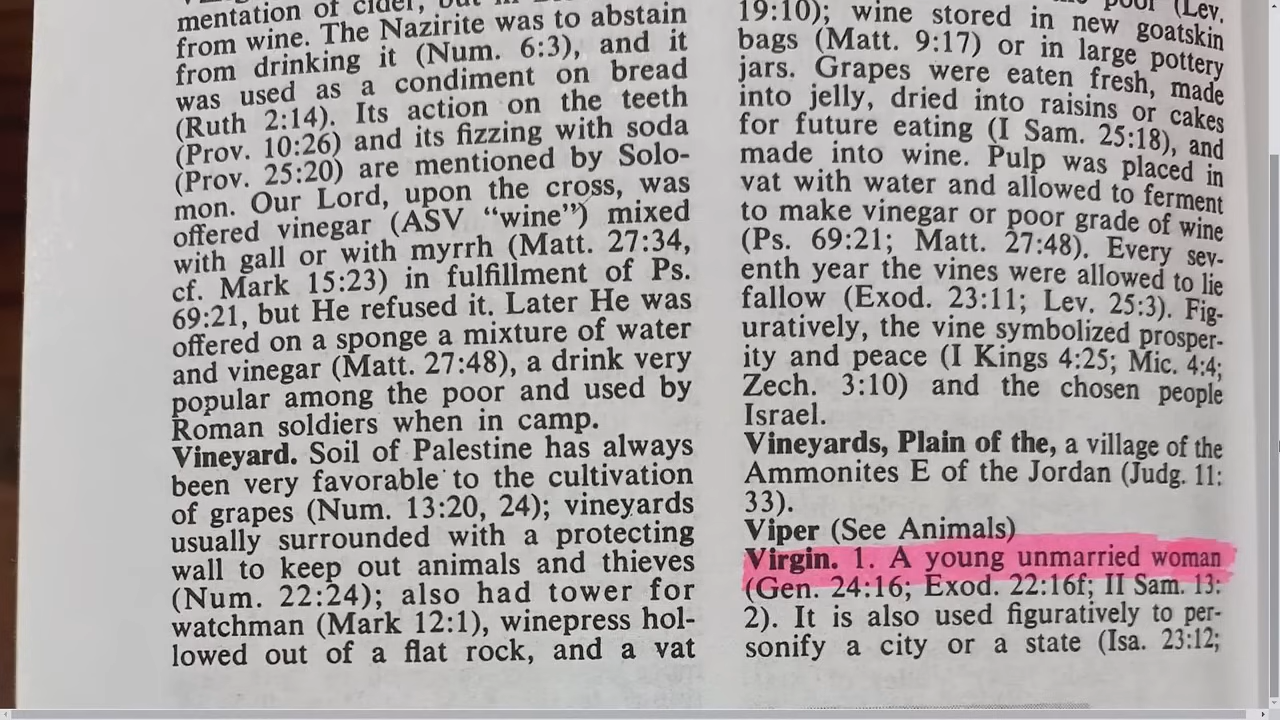 mentation of cider, but in
from wine. The Nazirite was to abstain
from drinking it (Num. 6:3), and it
was used as a condiment on bread
(Ruth 2:14). Its action on the teeth
(Prov. 10:26) and its fizzing with soda
(Prov. 25:20) are mentioned by Solo-
mon. Our Lord, upon the cross, was
offered vinegar (ASV “wine”) mixed
with gall or with myrrh (Matt. 27:34,
cf. Mark 15:23) in fulfillment of Ps.
69:21, but He refused it. Later He was
offered on a sponge a mixture of water
and vinegar (Matt. 27:48), a drink very
popular among the poor and used by
Roman soldiers when in camp.
Vineyard. Soil of Palestine has always
been very favorable to the cultivation
of grapes (Num. 13:20, 24); vineyards
usually surrounded with a protecting
wall to keep out animals and thieves
(Num. 22:24); also had tower for
watchman (Mark 12:1), winepress hol-
lowed out of a flat rock, and a vat
poor (Lev.
19:10); wine stored in new goatskin
bags (Matt. 9:17) or in large pottery
jars. Grapes were eaten fresh, made
into jelly, dried into raisins or cakes
for future eating (I Sam. 25:18), and
made into wine. Pulp was placed in
vat with water and allowed to ferment
to make vinegar or poor grade of wine
(Ps. 69:21; Matt. 27:48). Every sev-
enth year the vines were allowed to lie
fallow (Exod. 23:11; Lev. 25:3). Fig-
uratively, the vine symbolized prosper-
ity and peace (I Kings 4:25; Mic. 4:4;
Zech. 3:10) and the chosen people
Israel.
Vineyards, Plain of the, a village of the
Ammonites E of the Jordan (Judg. 11:
33).
Viper (See Animals)
Virgin. 1. A young unmarried woman
(Gen. 24:16; Exod. 22:16f; II Sam. 13:
2). It is also used figuratively to per-
sonify a city or a state (Isa. 23:12;